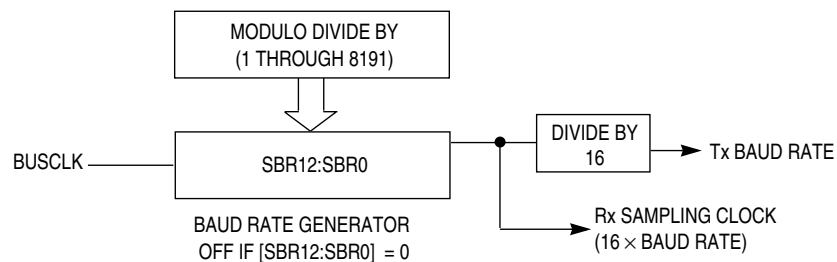 MODULO DIVIDE BY
(1 THROUGH 8191)
BUSCLK
SBR12:SBR0
DIVIDE BY
16
Tx BAUD RATE
BAUD RATE GENERATOR
OFF IF [SBR12:SBR0] = 0
Rx SAMPLING CLOCK
(16 × BAUD RATE)